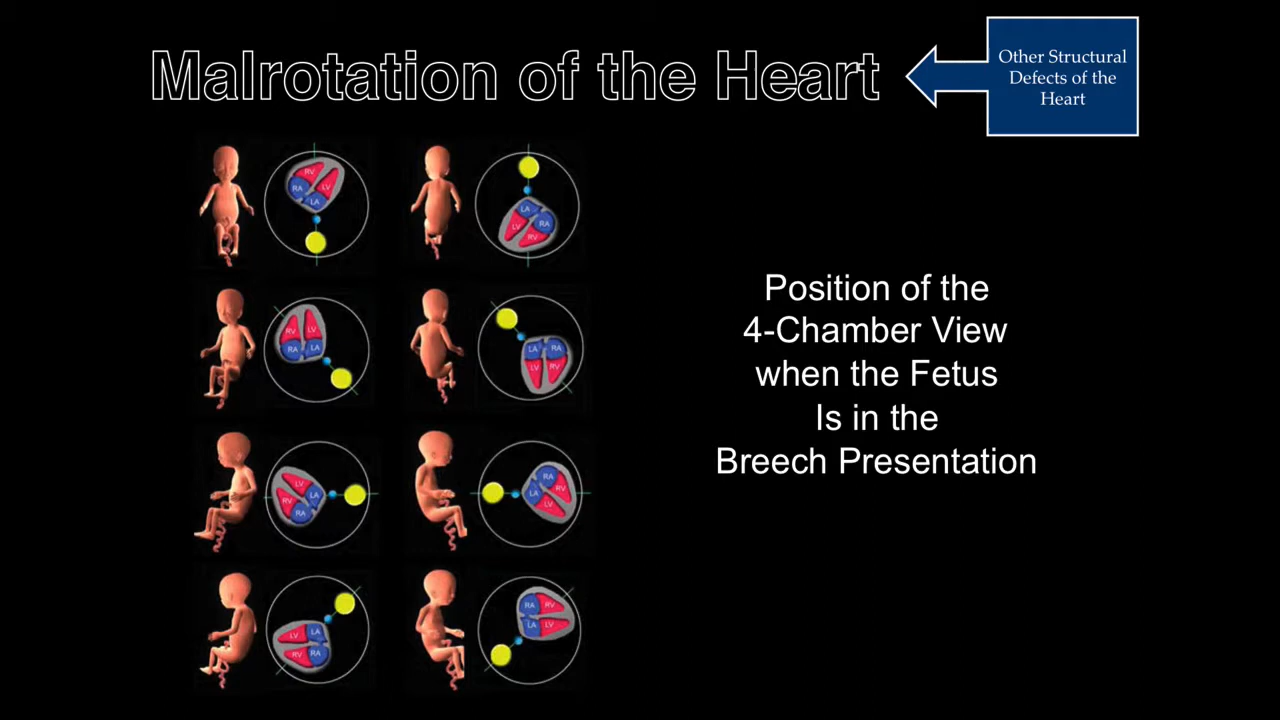 Malrotation of the Heart
Other Structural
Defects of the
Heart
RV
RA
LV
LA
LA
LV
RA
RV
RV
LV
RA
LA
LA
RA
LV
RV
LV
RV
LA
RA
RA
LA
RV
LV
LV
LA
RV
RA
RA
RV
LA
LV
Position of the
4-Chamber View
when the Fetus
Is in the
Breech Presentation